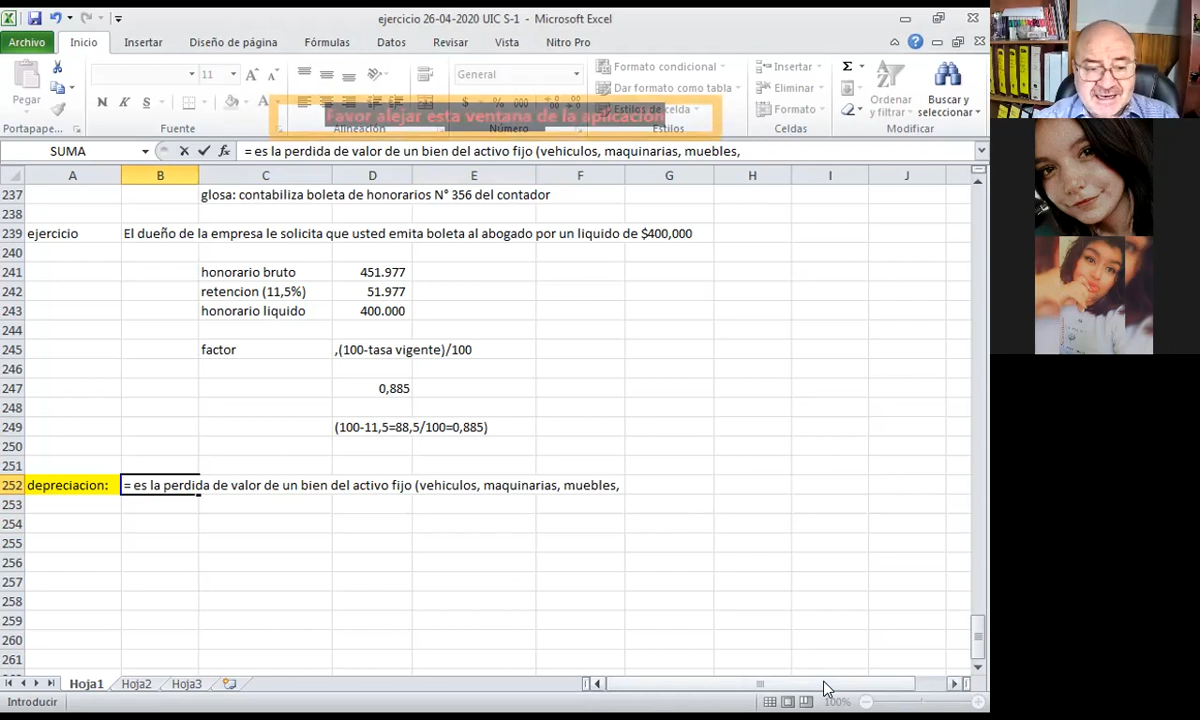 ejercicio 26-04-2020 UIC S-1 - Microsoft Excel
Archivo Inicio Insertar Diseño de página Fórmulas Datos Revisar Vista Nitro Pro
Pegar
11
General
Formato condicional
Dar formato como tabla
Estilos de celda
Insertar
Eliminar
Formato
Ordenar y filtrar
Buscar y seleccionar
Favor alejar esta ventana de la aplicación
Portapape... Fuente Alineación Número Estilos Celdas Modificar
SUMA = es la perdida de valor de un bien del activo fijo (vehiculos, maquinarias, muebles,
A B C D E F G H I J
237 glosa: contabiliza boleta de honorarios N° 356 del contador
238
239 ejercicio El dueño de la empresa le solicita que usted emita boleta al abogado por un liquido de $400,000
240
241 honorario bruto 451.977
242 retencion (11,5%) 51.977
243 honorario liquido 400.000
244
245 factor ,(100-tasa vigente)/100
246
247 0,885
248
249 (100-11,5=88,5/100=0,885)
250
251
252 depreciacion: = es la perdida de valor de un bien del activo fijo (vehiculos, maquinarias, muebles,
253
254
255
256
257
258
259
260
261
Hoja1 Hoja2 Hoja3
Introducir 100%